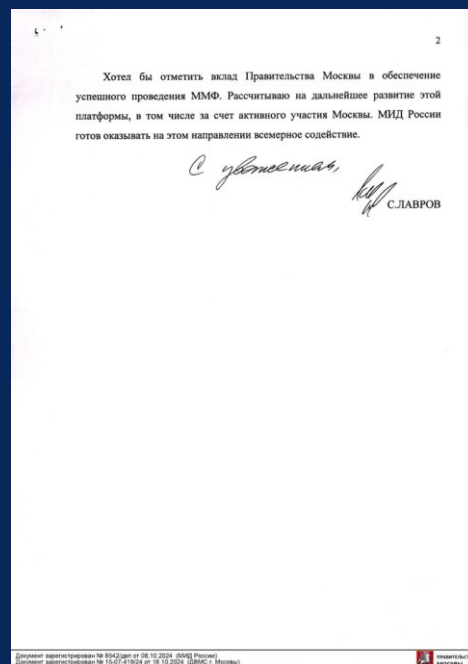 2
Хотел бы отметить вклад Правительства Москвы в обеспечение
успешного проведения ММФ. Рассчитываю на дальнейшее развитие этой
платформы, в том числе за счет активного участия Москвы. МИД России
готов оказывать на этом направлении всемерное содействие.
С уважением,
С.ЛАВРОВ
Документ зарегистрирован № 8542/дел от 08.10.2024 (МИД России)
Документ зарегистрирован № 15-07-419/24 от 18.10.2024 (ДВМС г. Москвы)
ПРАВИТЕЛЬСТ
МОСКВЫ